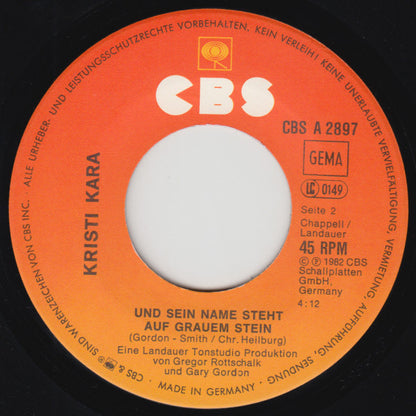 · ALLE URHEBER- UND LEISTUNGSSCHUTZRECHTE VORBEHALTEN. KEIN VERLEIH! KEINE UNERLAUBTE VERVIELFÄLTIGUNG, VERMIETUNG, AUFFÜHRUNG, SENDUNG.
CBS
CBS A 2897
GEMA
LC 0149
Seite 2
Chappell /
Landauer
45 RPM
© ℗ 1982 CBS
Schallplatten
GmbH,
Germany
4:12
KRISTI KARA
UND SEIN NAME STEHT
AUF GRAUEM STEIN
(Gordon - Smith / Chr. Heilburg)
Eine Landauer Tonstudio Produktion
von Gregor Rottschalk
und Gary Gordon
CBS & SIND WARENZEICHEN VON CBS INC.
· MADE IN GERMANY ·